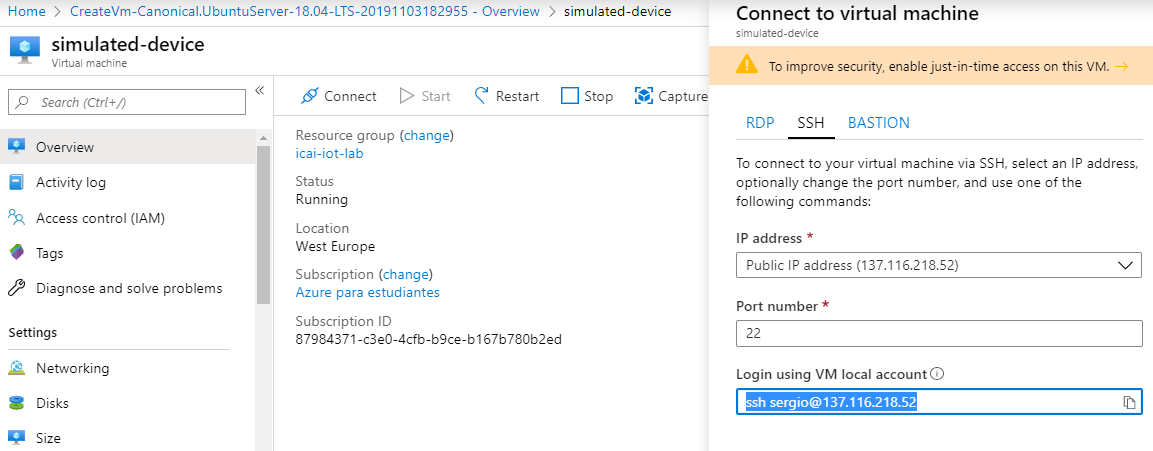 Home > CreateVm-Canonical.UbuntuServer-18.04-LTS-20191103182955 - Overview > simulated-device
simulated-device
Virtual machine
Search (Ctrl+/)
«
Overview
Activity log
Access control (IAM)
Tags
Diagnose and solve problems
Settings
Networking
Disks
Size
Connect Start Restart Stop Capture
Resource group (change)
icai-iot-lab
Status
Running
Location
West Europe
Subscription (change)
Azure para estudiantes
Subscription ID
87984371-c3e0-4cfb-b9ce-b167b780b2ed
Connect to virtual machine
simulated-device
To improve security, enable just-in-time access on this VM. →
RDP SSH BASTION
To connect to your virtual machine via SSH, select an IP address,
optionally change the port number, and use one of the
following commands:
IP address *
Public IP address (137.116.218.52)
Port number *
22
Login using VM local account
ssh sergio@137.116.218.52